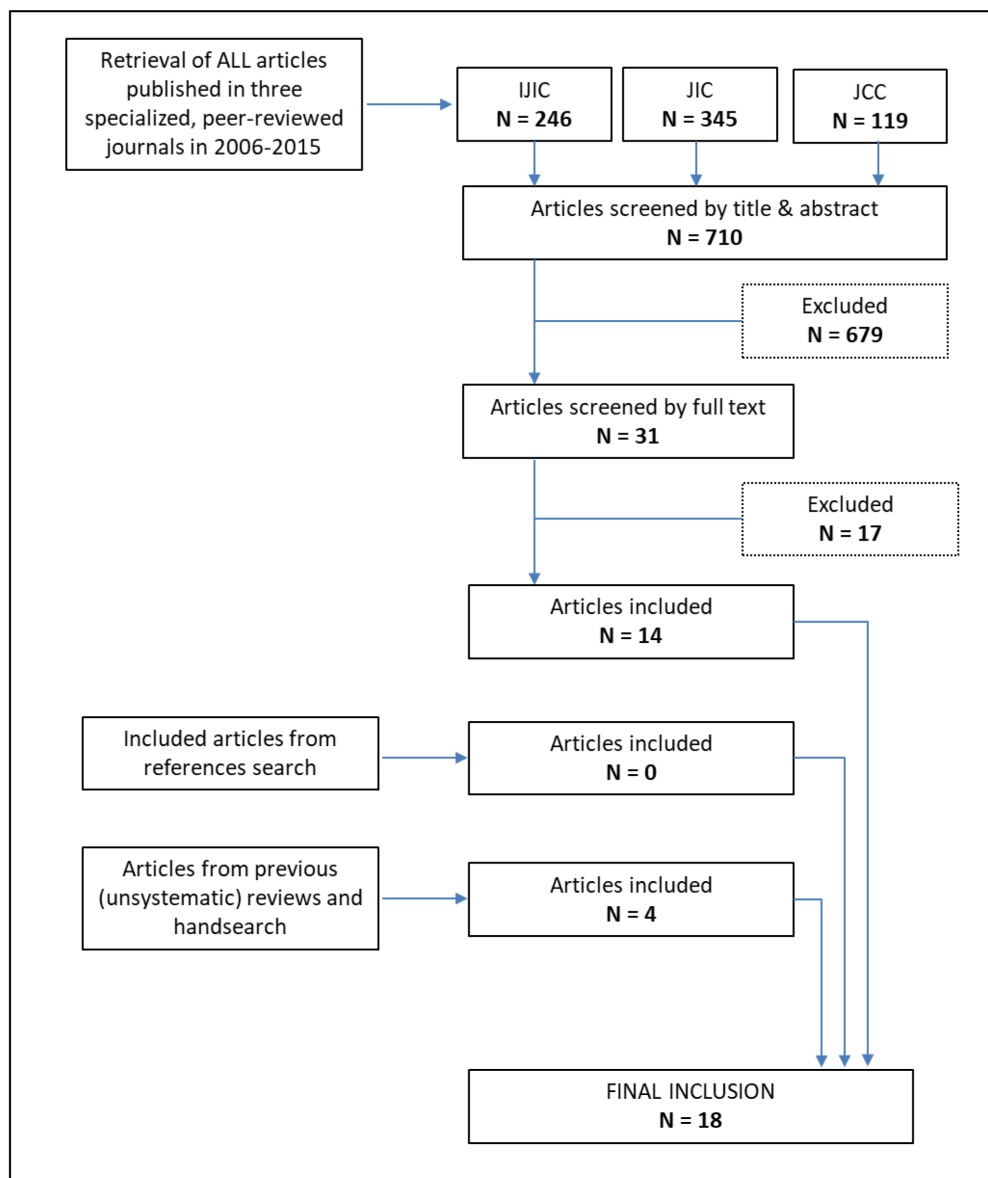 Retrieval of ALL articles
published in three
specialized, peer-reviewed
journals in 2006-2015
IJIC
N = 246
JIC
N = 345
JCC
N = 119
Articles screened by title & abstract
N = 710
Excluded
N = 679
Articles screened by full text
N = 31
Excluded
N = 17
Articles included
N = 14
Included articles from
references search
Articles included
N = 0
Articles from previous
(unsystematic) reviews and
handsearch
Articles included
N = 4
FINAL INCLUSION
N = 18